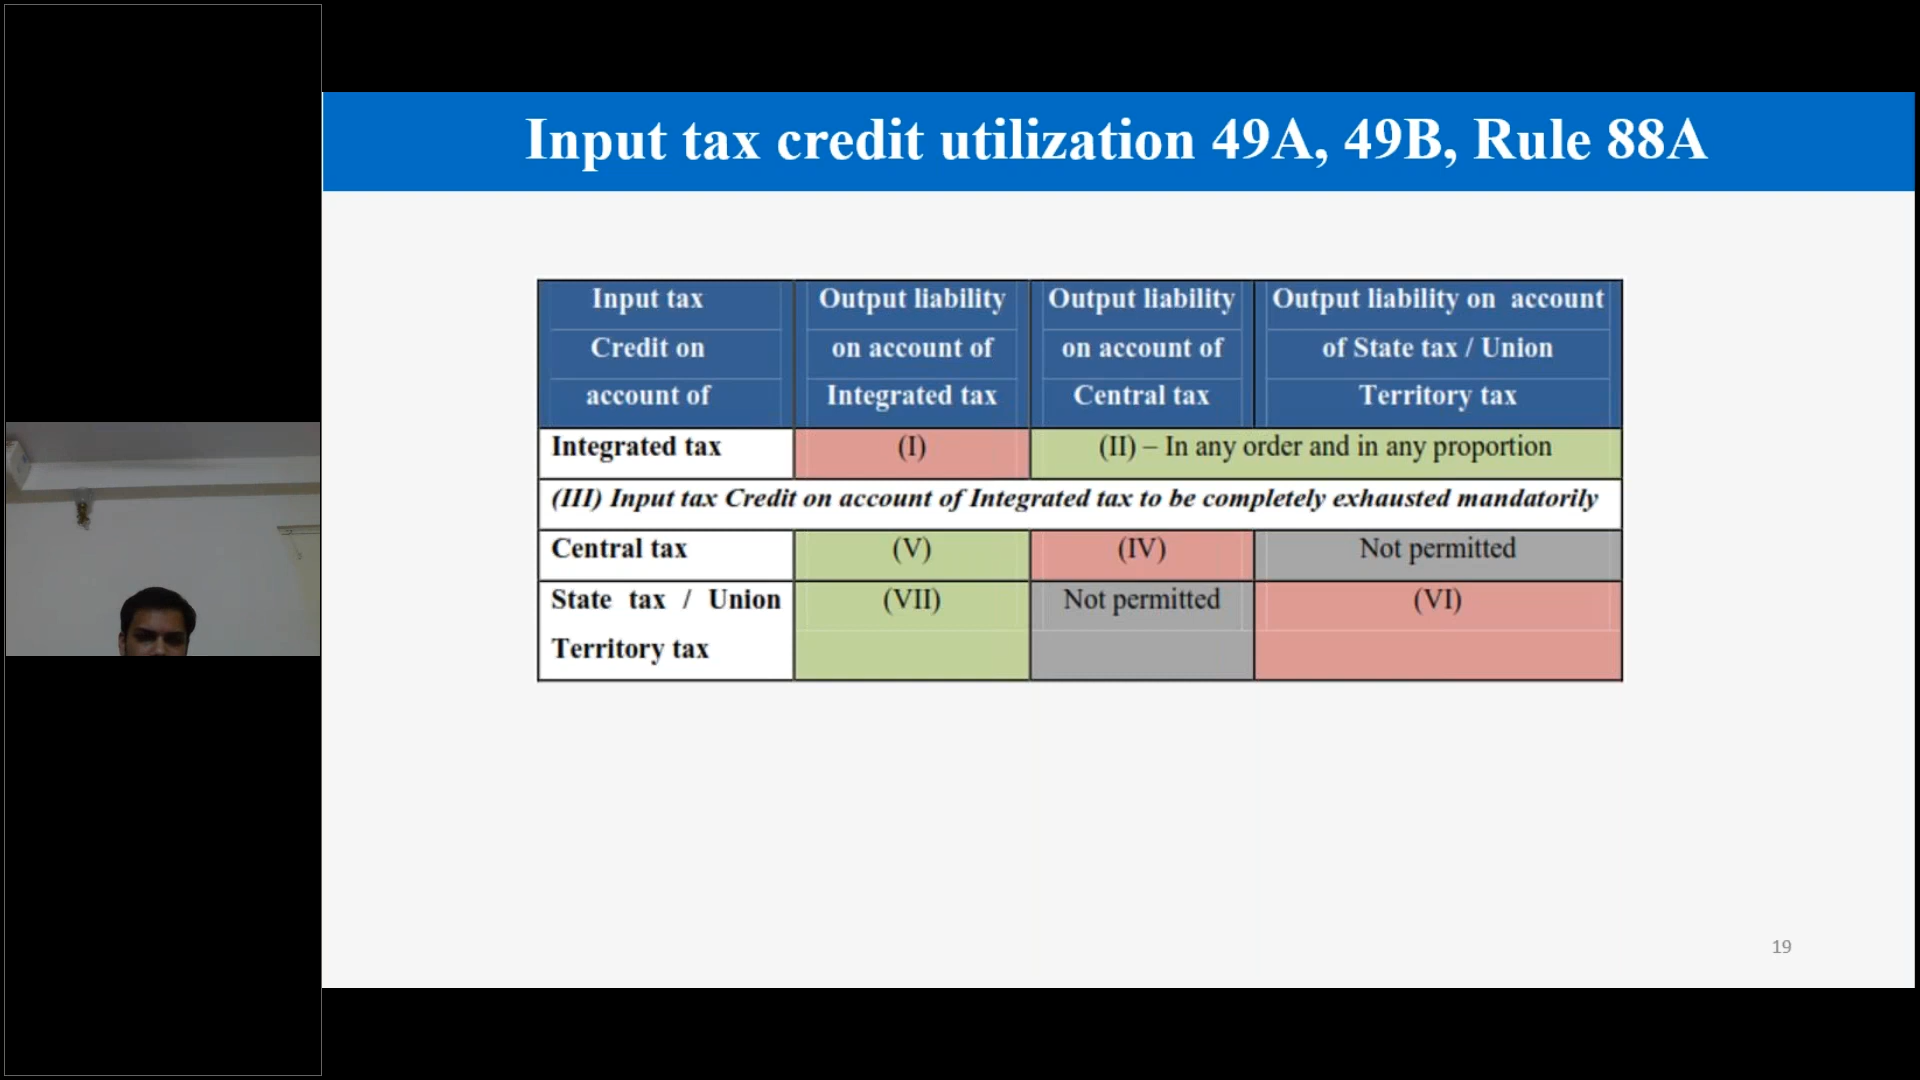 Input tax credit utilization 49A, 49B, Rule 88A
Input tax
Credit on
account of
Output liability
on account of
Integrated tax
Output liability
on account of
Central tax
Output liability on account
of State tax / Union
Territory tax
Integrated tax
(I)
(II) – In any order and in any proportion
(III) Input tax Credit on account of Integrated tax to be completely exhausted mandatorily
Central tax
(V)
(IV)
Not permitted
State tax / Union
Territory tax
(VII)
Not permitted
(VI)
19